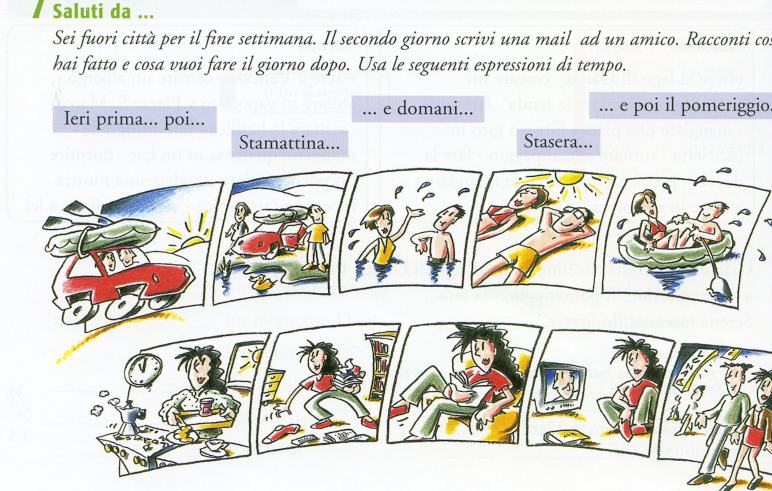 7 Saluti da ...
Sei fuori città per il fine settimana. Il secondo giorno scrivi una mail ad un amico. Racconti cos
hai fatto e cosa vuoi fare il giorno dopo. Usa le seguenti espressioni di tempo.
Ieri prima... poi...
Stamattina...
... e domani...
Stasera...
... e poi il pomeriggio..